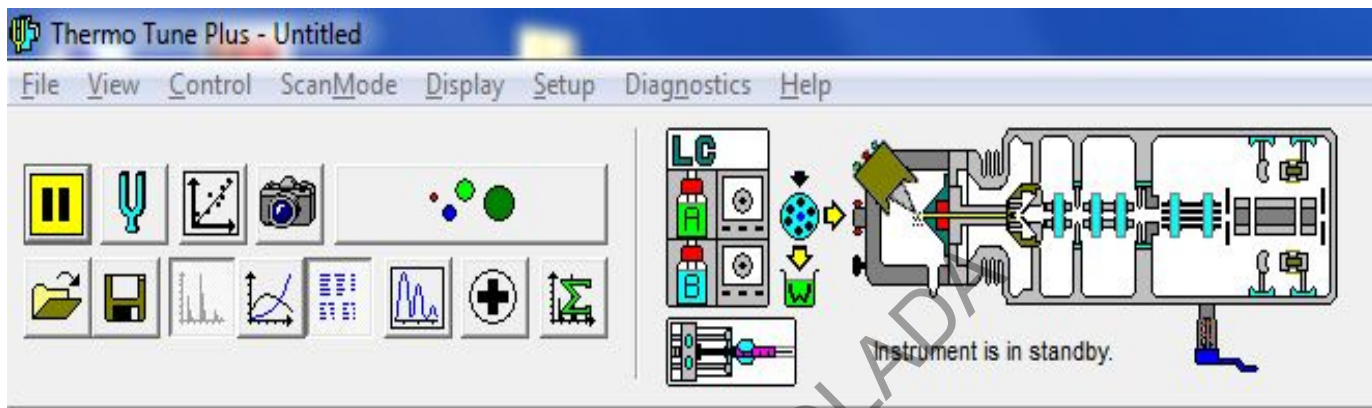 Thermo Tune Plus - Untitled
File View Control ScanMode Display Setup Diagnostics Help
LC
A
B
W
Instrument is in standby.